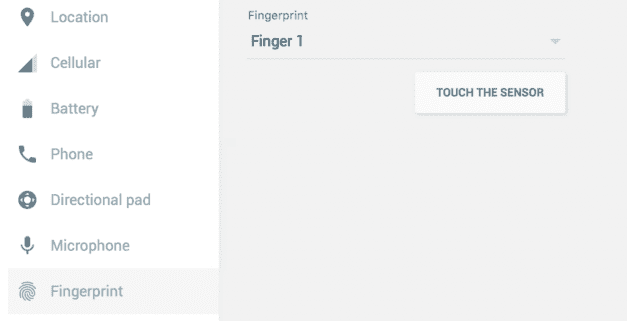 Location
Cellular
Battery
Phone
Directional pad
Microphone
Fingerprint
Fingerprint
Finger 1
TOUCH THE SENSOR